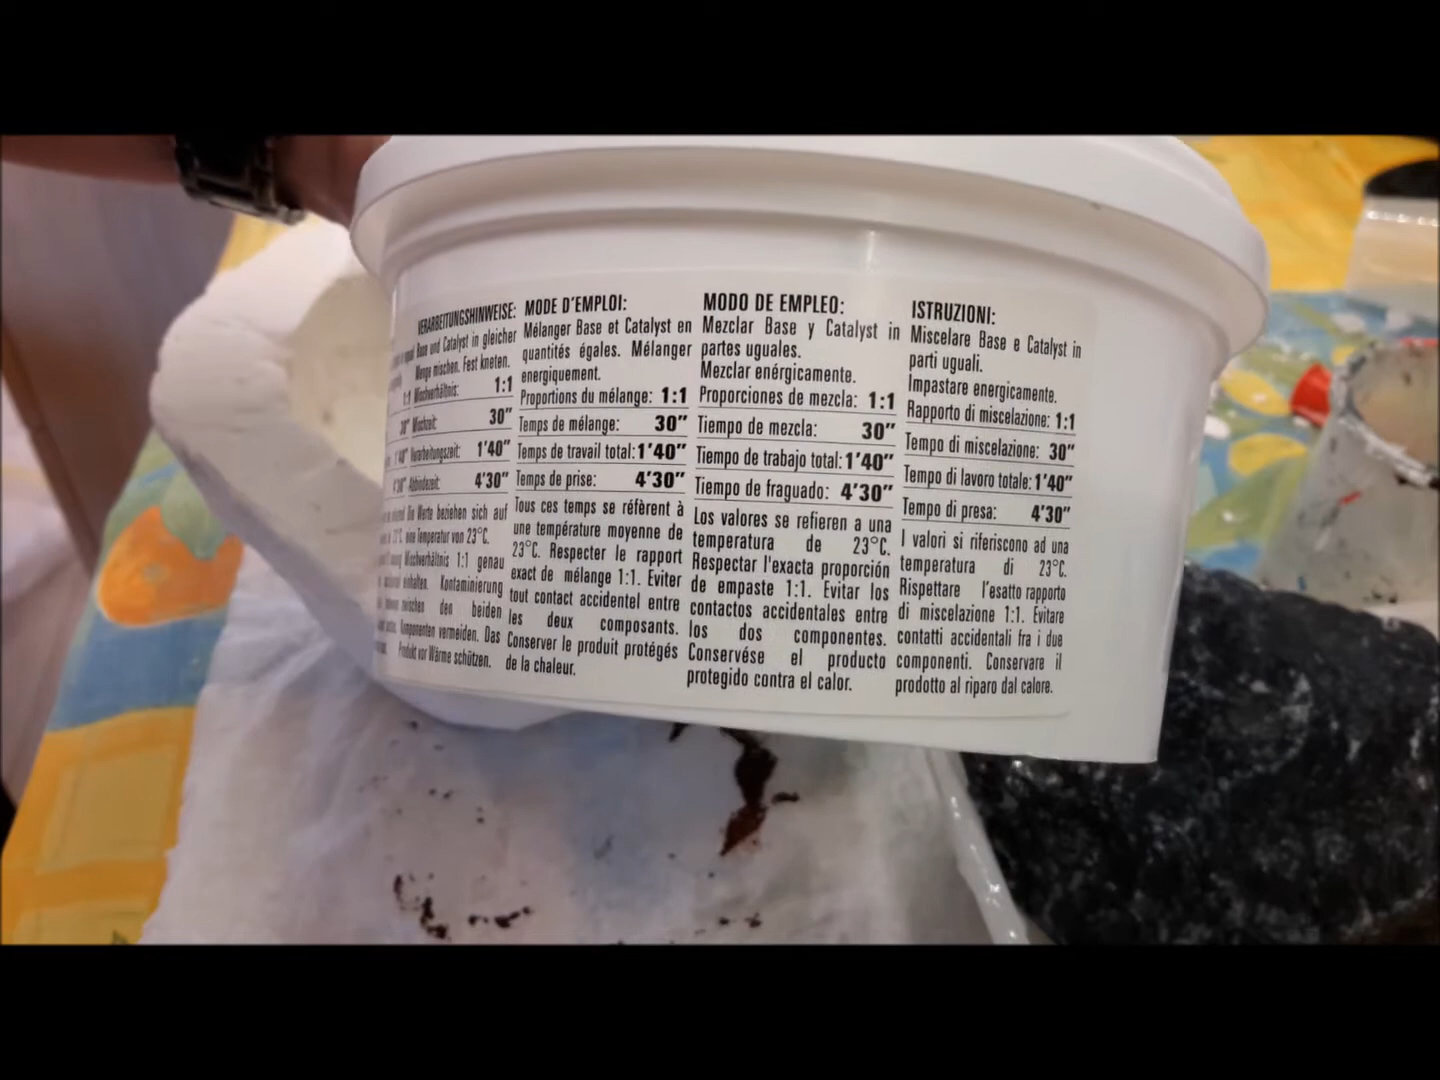 VERARBEITUNGSHINWEISE:
Base und Catalyst in gleicher
Menge mischen. Fest kneten.
Mischverhältnis: 1:1
Mischzeit: 30"
Verarbeitungszeit: 1'40"
Abbindezeit: 4'30"
Die Werte beziehen sich auf
eine Temperatur von 23°C.
Mischverhältnis 1:1 genau
einhalten. Kontaminierung
zwischen den beiden
Komponenten vermeiden. Das
Produkt vor Wärme schützen.
MODE D'EMPLOI:
Mélanger Base et Catalyst en
quantités égales. Mélanger
energiquement.
Proportions du mélange: 1:1
Temps de mélange: 30"
Temps de travail total: 1'40"
Temps de prise: 4'30"
Tous ces temps se réfèrent à
une température moyenne de
23°C. Respecter le rapport
exact de mélange 1:1. Eviter
tout contact accidentel entre
les deux composants.
Conserver le produit protégés
de la chaleur.
MODO DE EMPLEO:
Mezclar Base y Catalyst in
partes uguales.
Mezclar enérgicamente.
Proporciones de mezcla: 1:1
Tiempo de mezcla: 30"
Tiempo de trabajo total: 1'40"
Tiempo de fraguado: 4'30"
Los valores se refieren a una
temperatura de 23°C.
Respectar l'exacta proporción
de empaste 1:1. Evitar los
contactos accidentales entre
los dos componentes.
Conservése el producto
protegido contra el calor.
ISTRUZIONI:
Miscelare Base e Catalyst in
parti uguali.
Impastare energicamente.
Rapporto di miscelazione: 1:1
Tempo di miscelazione: 30"
Tempo di lavoro totale: 1'40"
Tempo di presa: 4'30"
I valori si riferiscono ad una
temperatura di 23°C.
Rispettare l'esatto rapporto
di miscelazione 1:1. Evitare
contatti accidentali fra i due
componenti. Conservare il
prodotto al riparo dal calore.